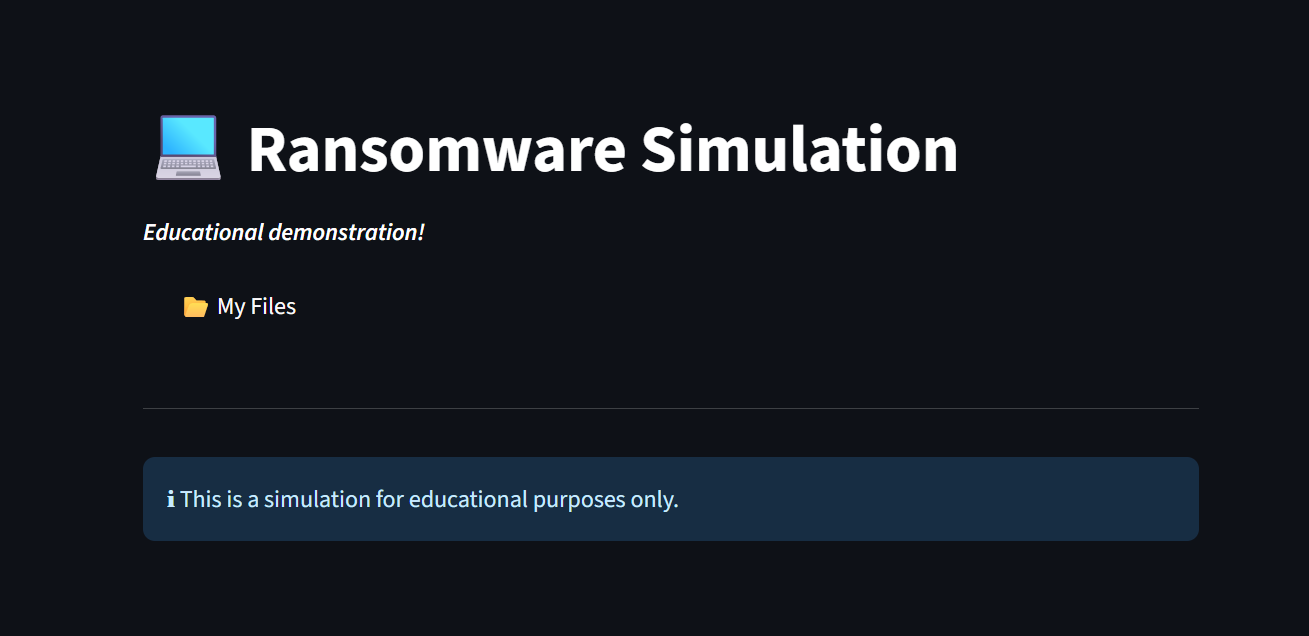 💻 Ransomware Simulation
Educational demonstration!
📂 My Files
ℹ This is a simulation for educational purposes only.